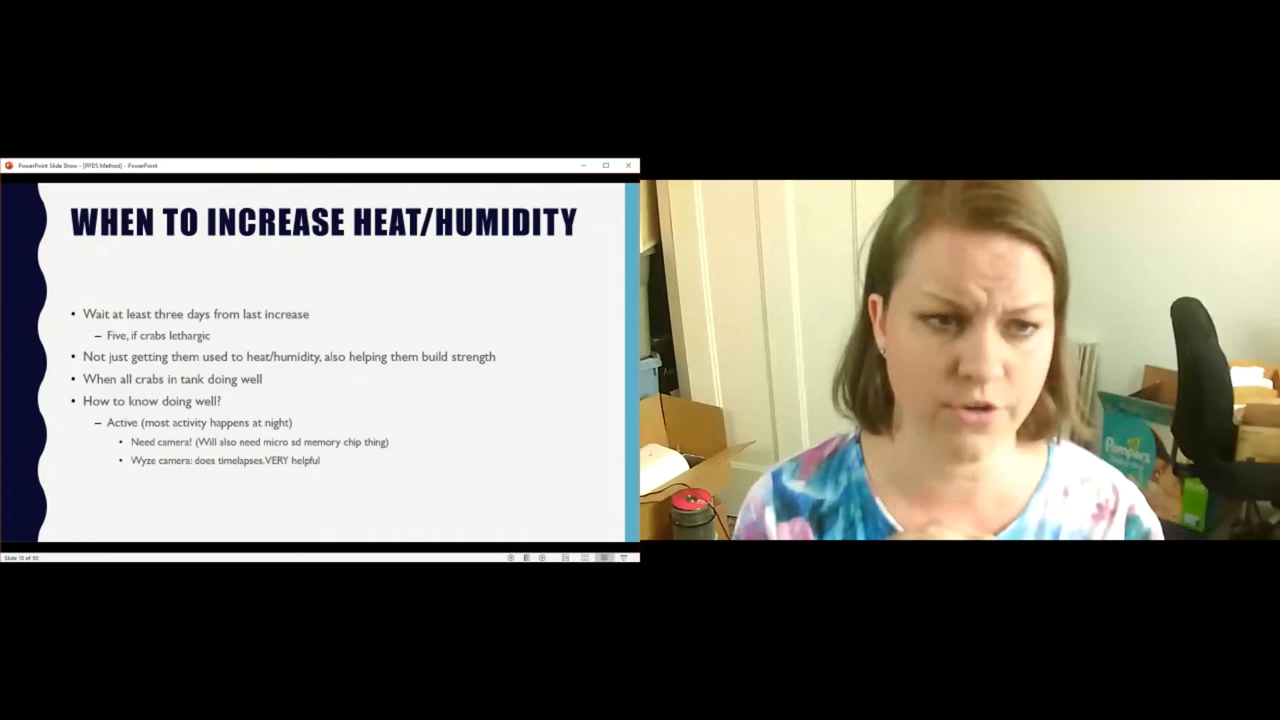 PowerPoint Slide Show - [PPDS Method] - PowerPoint
WHEN TO INCREASE HEAT/HUMIDITY
• Wait at least three days from last increase
– Five, if crabs lethargic
• Not just getting them used to heat/humidity, also helping them build strength
• When all crabs in tank doing well
• How to know doing well?
– Active (most activity happens at night)
• Need camera! (Will also need micro sd memory chip thing)
• Wyze camera: does timelapses. VERY helpful
Pampers